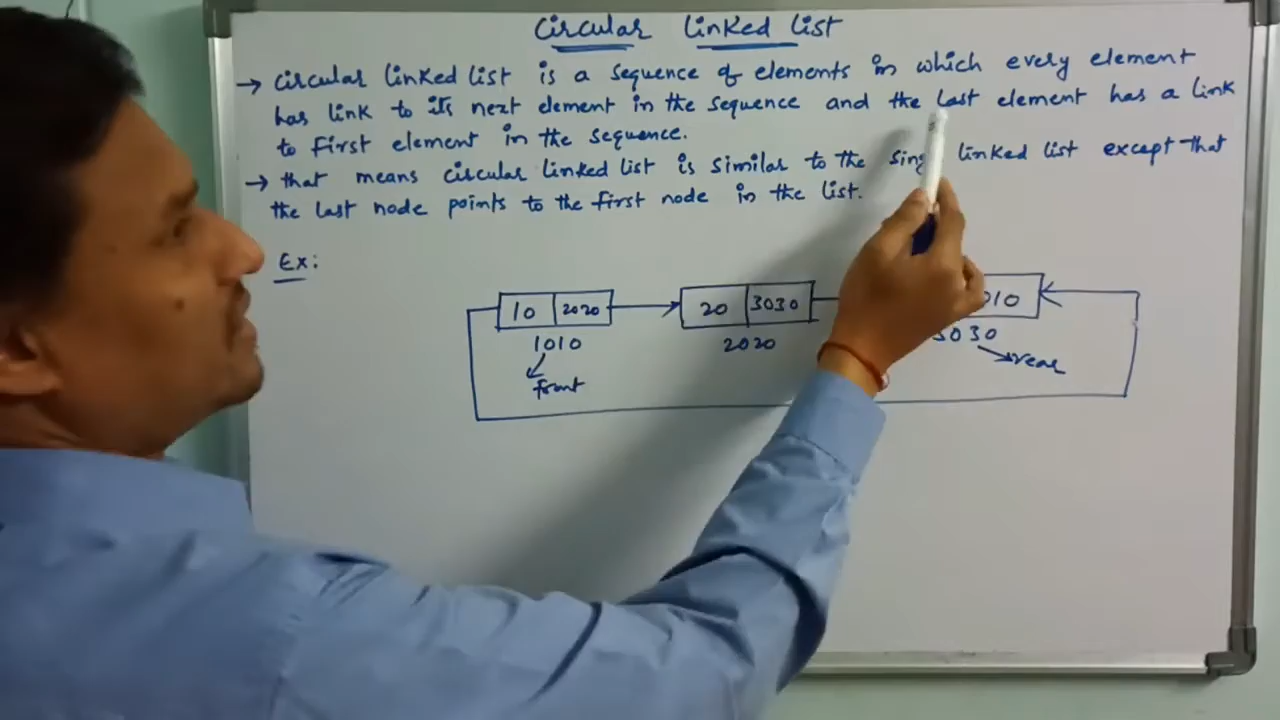 Circular Linked List
→ Circular linked list is a sequence of elements in which every element
has link to its next element in the sequence and the last element has a link
to first element in the sequence.
→ that means circular linked list is similar to the sing linked list except that
the last node points to the first node in the list.
Ex:
10 2020 20 3030 010
1010 2020 3030
front rear